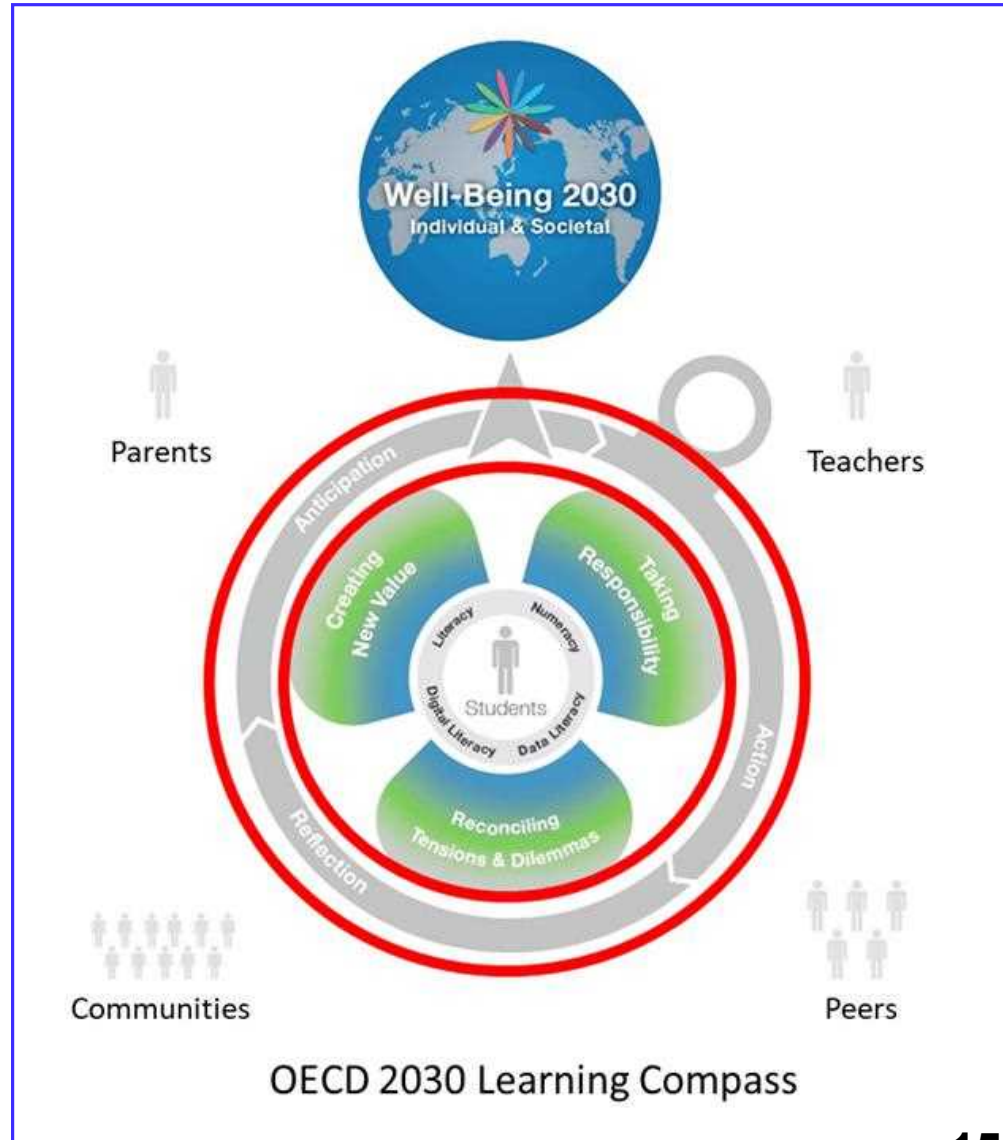 Well-Being 2030
Individual & Societal
Parents
Teachers
Anticipation
Creating
New Value
Taking
Responsibility
Literacy
Numeracy
Students
Digital Literacy
Data Literacy
Action
Reconciling
Tensions & Dilemmas
Reflection
Communities
Peers
OECD 2030 Learning Compass